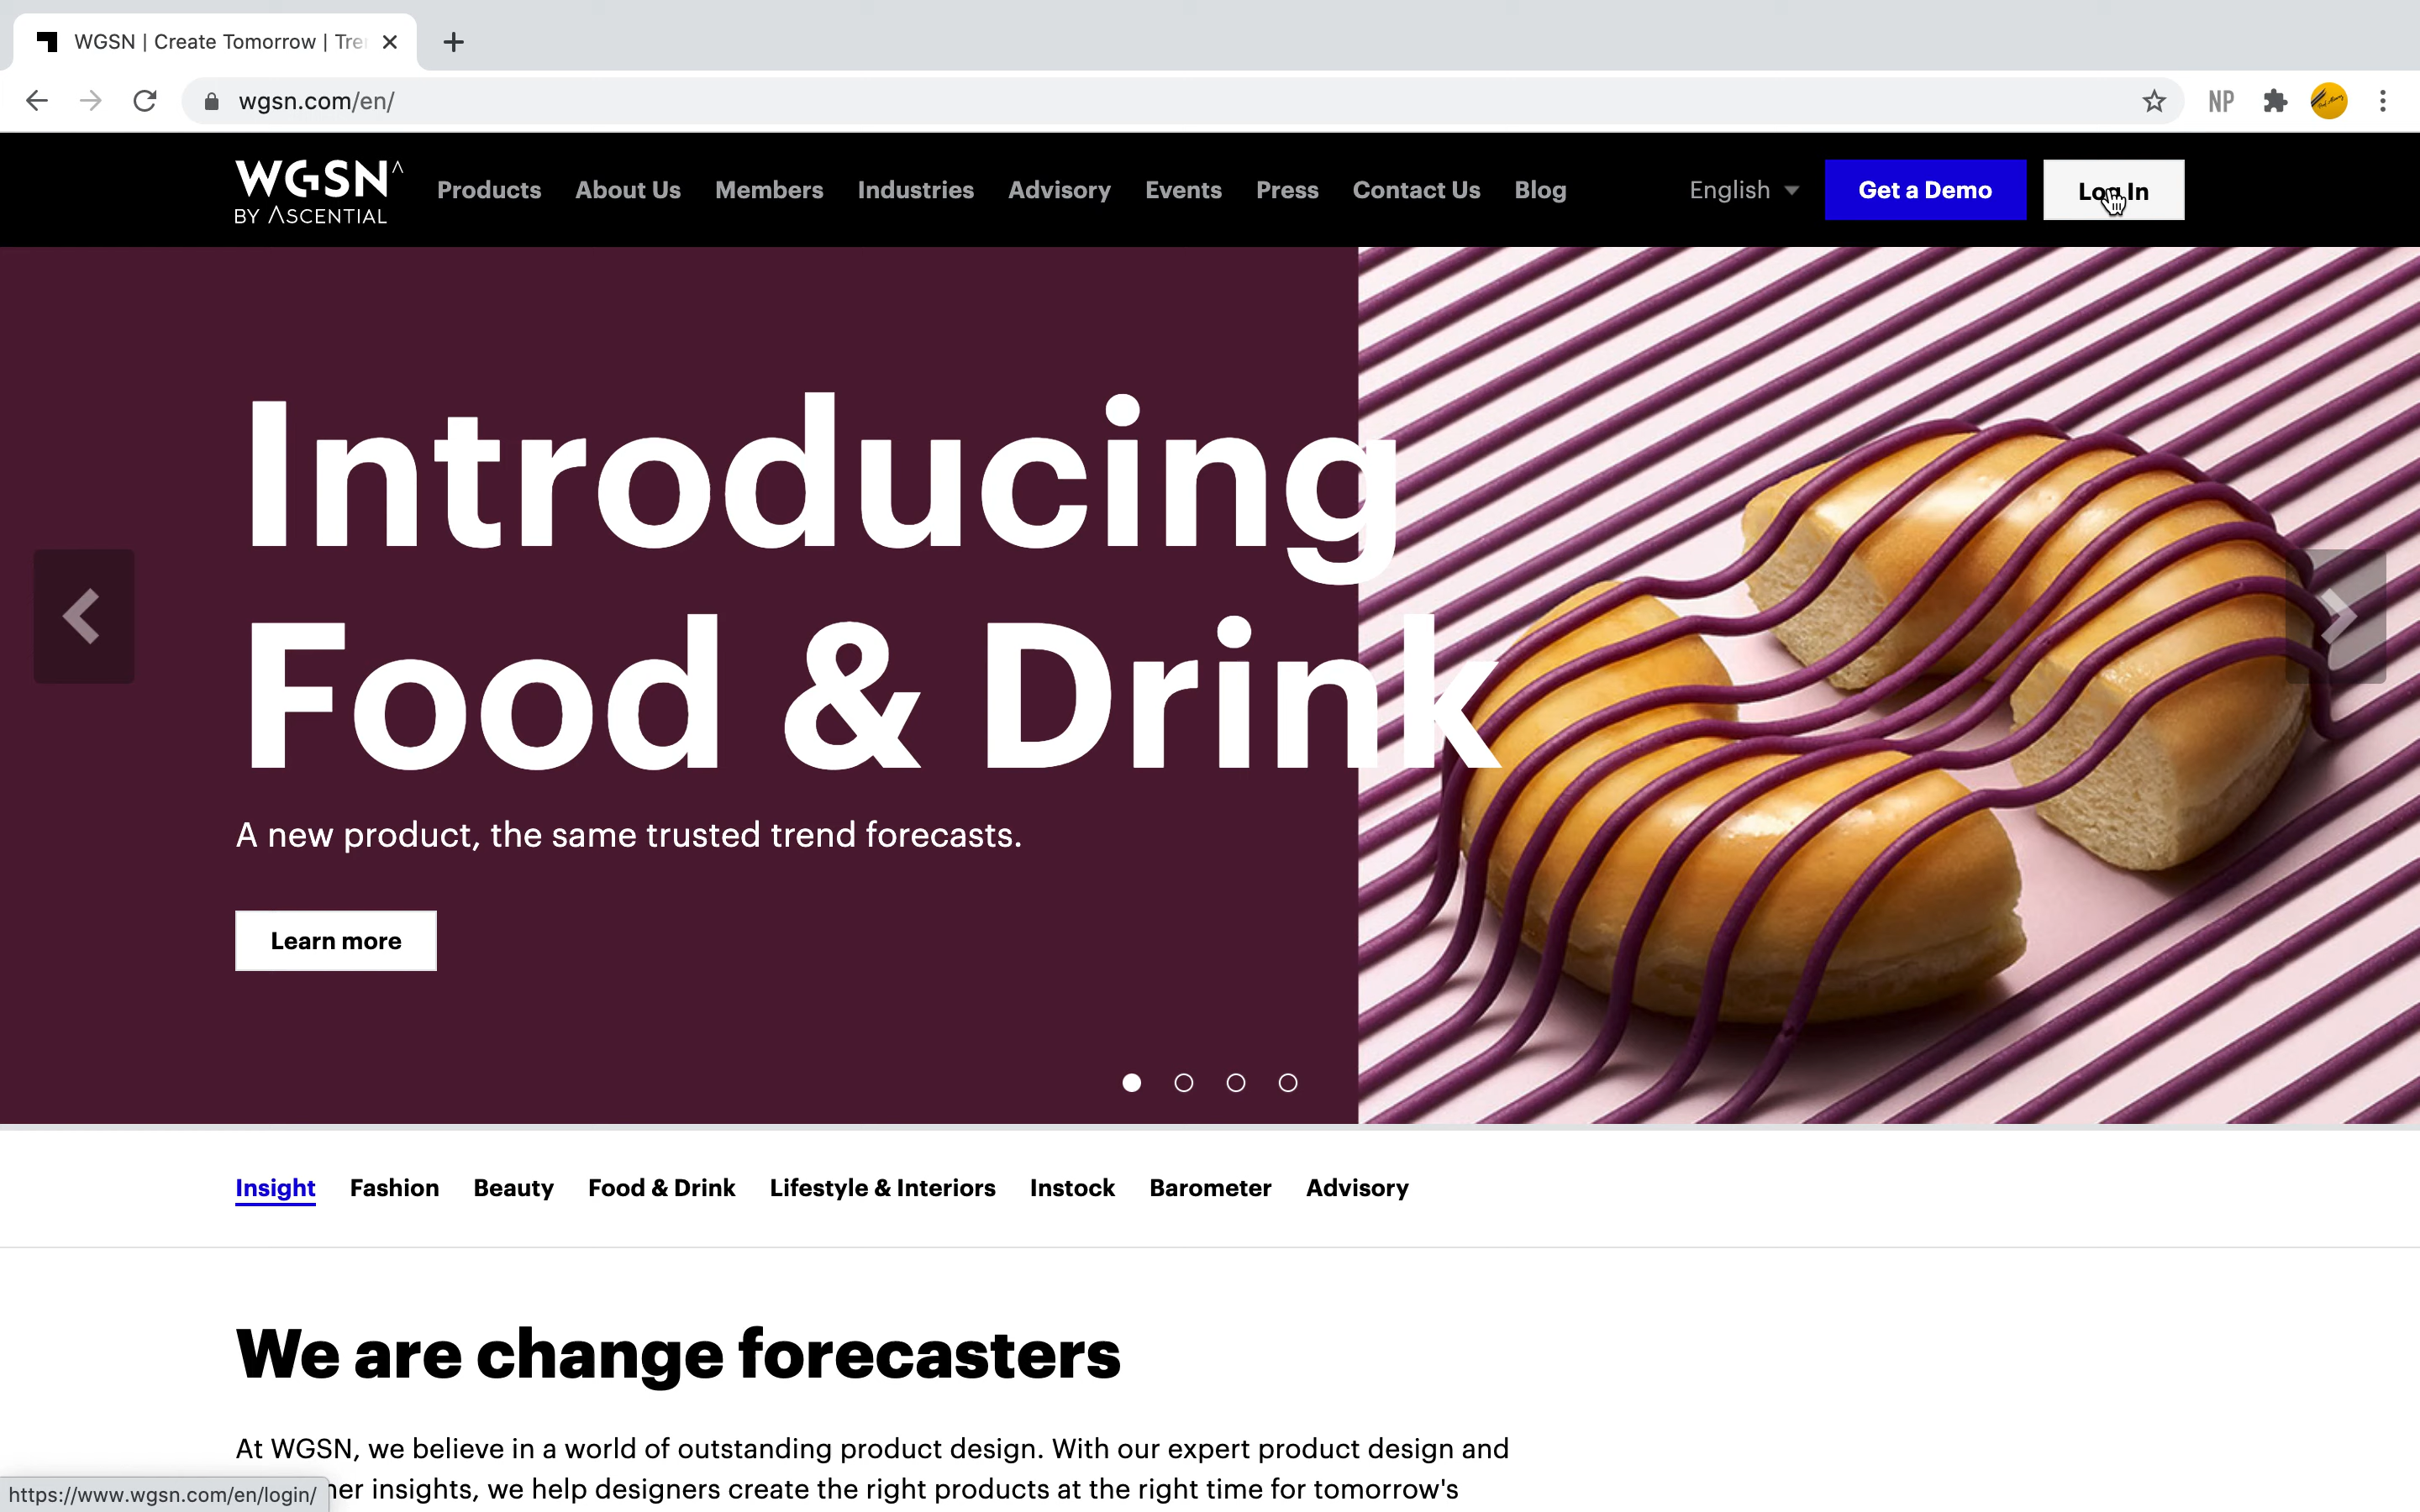 WGSN | Create Tomorrow | Tre
wgsn.com/en/
NP
WGSN^
BY ASCENTIAL
Products About Us Members Industries Advisory Events Press Contact Us Blog English Get a Demo Log In
Introducing
Food & Drink
A new product, the same trusted trend forecasts.
Learn more
Insight Fashion Beauty Food & Drink Lifestyle & Interiors Instock Barometer Advisory
We are change forecasters
At WGSN, we believe in a world of outstanding product design. With our expert product design and
her insights, we help designers create the right products at the right time for tomorrow's
https://www.wgsn.com/en/login/